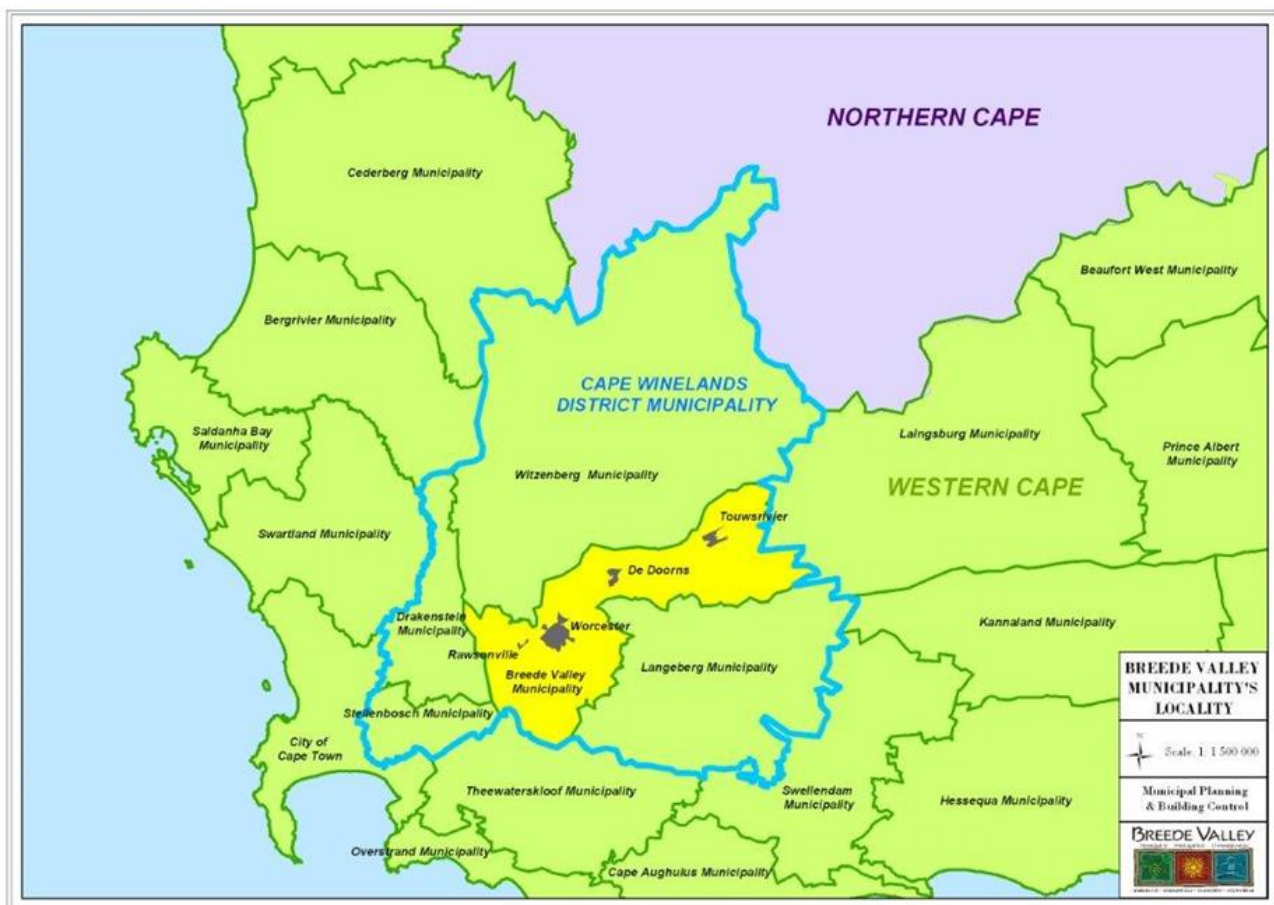 NORTHERN CAPE
Cederberg Municipality
Beaufort West Municipality
Bergrivier Municipality
CAPE WINELANDS
DISTRICT MUNICIPALITY
Saldanha Bay
Municipality
Laingsburg Municipality
Prince Albert
Municipality
Witzenberg Municipality
WESTERN CAPE
Touwsrivier
Swartland Municipality
De Doorns
Drakenstein
Municipality
Worcester
Kannaland Municipality
Rawsonville
Langeberg Municipality
Breede Valley
Municipality
Stellenbosch Municipality
City of
Cape Town
Theewaterskloof Municipality
Swellendam
Municipality
Hessequa Municipality
Overstrand Municipality
Cape Aughulus Municipality
BREEDE VALLEY
MUNICIPALITY'S
LOCALITY
N
Scale: 1: 1 500 000
Municipal Planning
& Building Control
BREEDE VALLEY